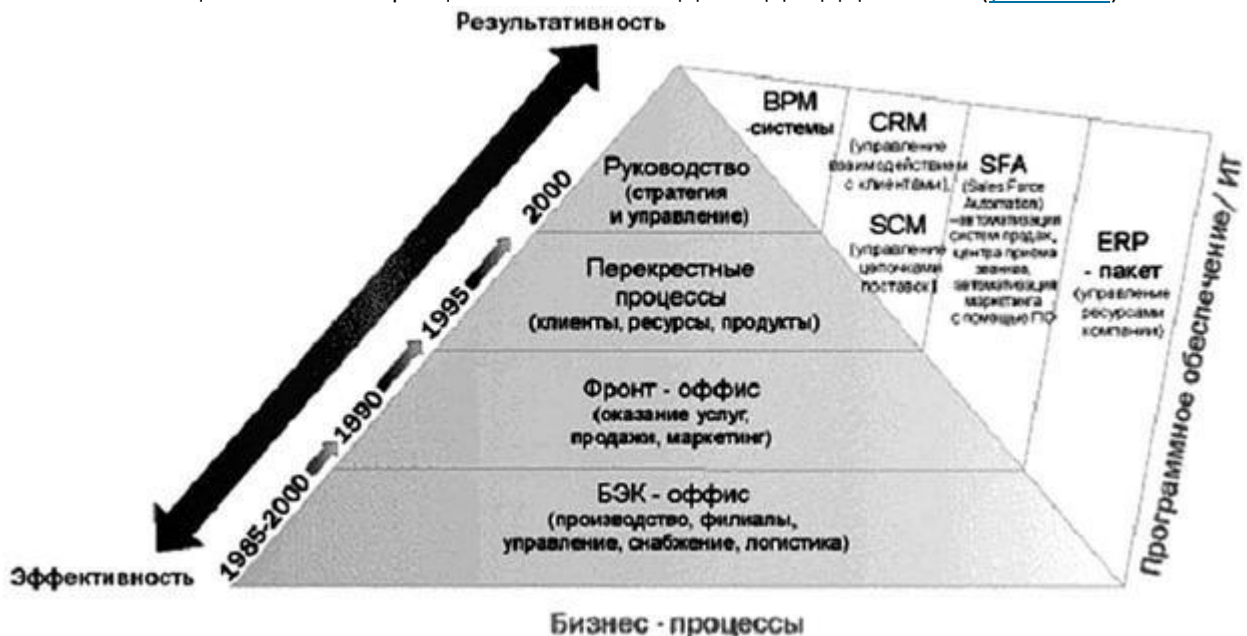 Результативность
BPM
-системы
CRM
(управление
взаимодействием
с клиентами),
SCM
(управление
цепочками
поставок)
SFA
(Sales Force
Automation)
–автоматизация
систем продаж,
центра приема
звонков,
автоматизация
маркетинга
с помощью ПО
ERP
- пакет
(управление
ресурсами
компании)
Программное обеспечение/ ИТ
Руководство
(стратегия
и управление)
Перекрестные
процессы
(клиенты, ресурсы, продукты)
Фронт - оффис
(оказание услуг,
продажи, маркетинг)
БЭК - оффис
(производство, филиалы,
управление, снабжение, логистика)
2000
1995
1990
1985-2000
Эффективность
Бизнес - процессы